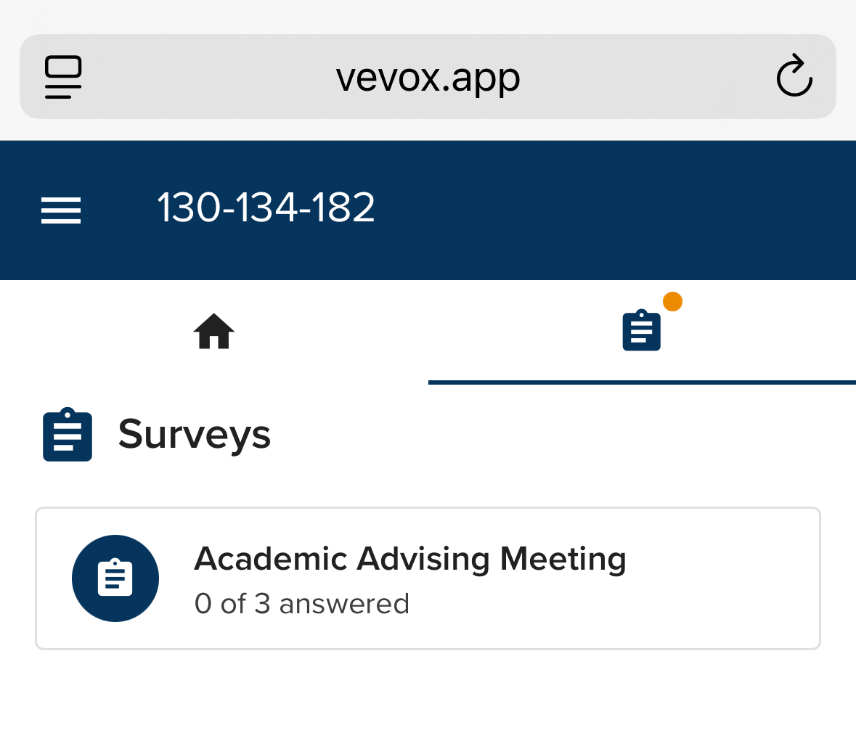 vevox.app
130-134-182
Surveys
Academic Advising Meeting
0 of 3 answered